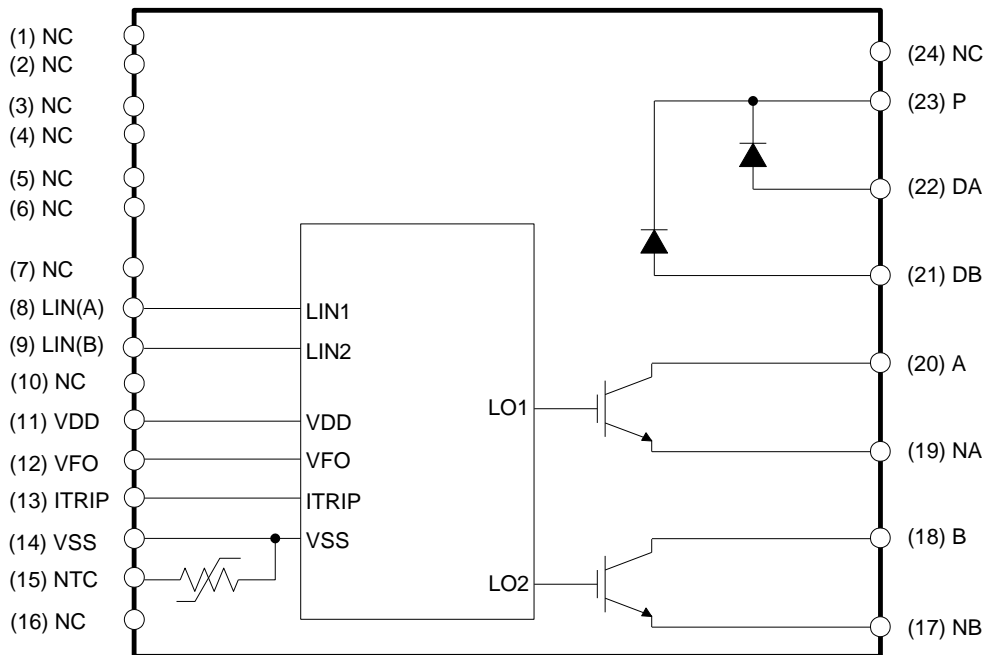 (1) NC
(2) NC
(3) NC
(4) NC
(5) NC
(6) NC
(7) NC
(8) LIN(A)
(9) LIN(B)
(10) NC
(11) VDD
(12) VFO
(13) ITRIP
(14) VSS
(15) NTC
(16) NC
LIN1
LIN2
VDD
VFO
ITRIP
VSS
LO1
LO2
(24) NC
(23) P
(22) DA
(21) DB
(20) A
(19) NA
(18) B
(17) NB